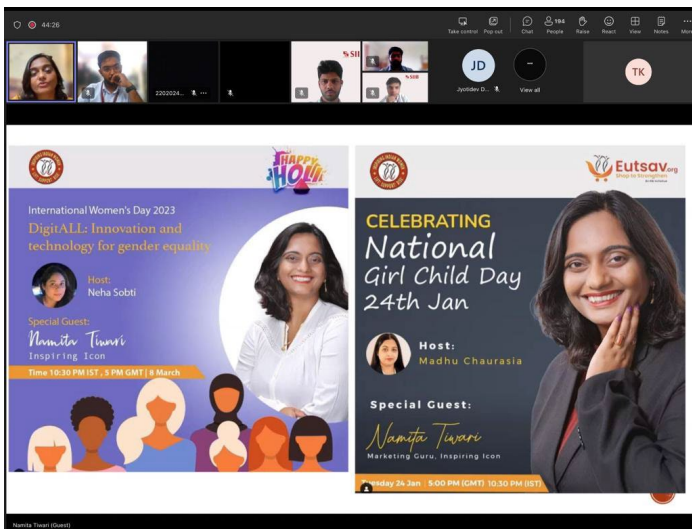 44:26
Take control
Pop out
Chat
194
People
Raise
React
View
Notes
More
2202024...
SIIB
JD
Jyotidev D...
View all
TK
HAPPY
HOLI
International Women's Day 2023
DigitALL: Innovation and
technology for gender equality
Host:
Neha Sobti
Special Guest:
Namita Tiwari
Inspiring Icon
Time 10:30 PM IST , 5 PM GMT | 8 March
Eutsav.org
Shop to Strengthen
CELEBRATING
National
Girl Child Day
24th Jan
Host:
Madhu Chaurasia
Special Guest:
Namita Tiwari
Marketing Guru, Inspiring Icon
Tuesday 24 Jan | 5:00 PM (GMT) 10:30 PM (IST)
Namita Tiwari (Guest)